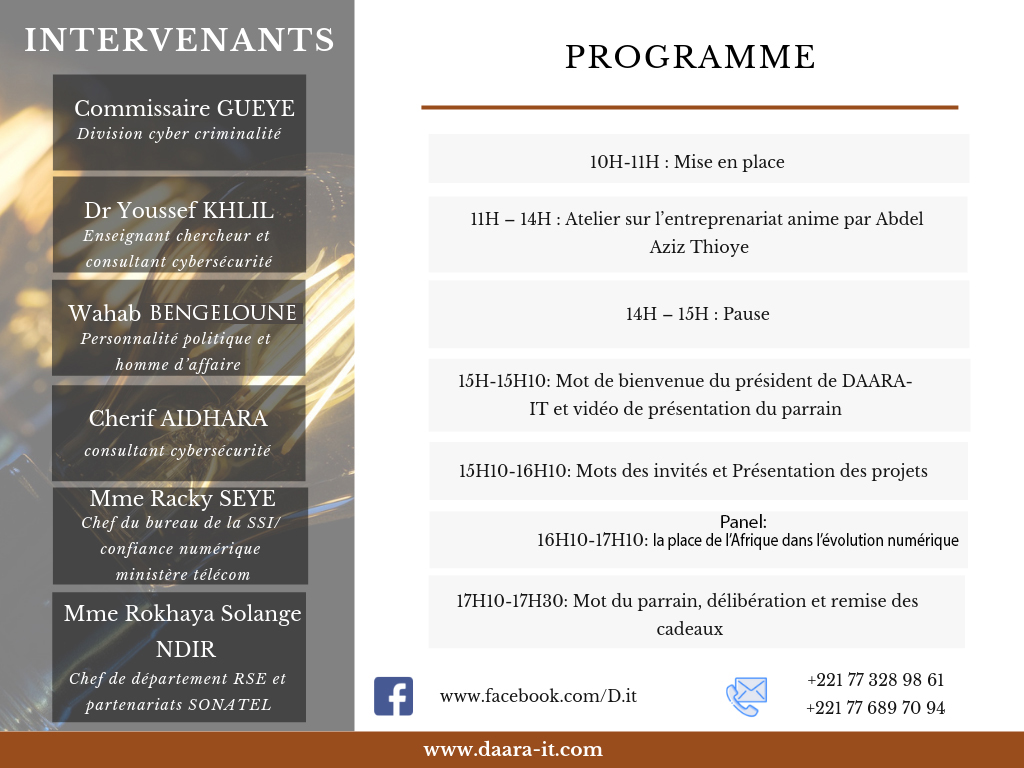 INTERVENANTS
Commissaire GUEYE
Division cyber criminalité
Dr Youssef KHLIL
Enseignant chercheur et
consultant cybersécurité
Wahab BENGELOUNE
Personnalité politique et
homme d'affaire
Cherif AIDHARA
consultant cybersécurité
Mme Racky SEYE
Chef du bureau de la SSI/
confiance numérique
ministère télécom
Mme Rokhaya Solange
NDIR
Chef de département RSE et
partenariats SONATEL
PROGRAMME
10H-11H : Mise en place
11H – 14H : Atelier sur l'entreprenariat anime par Abdel
Aziz Thioye
14H – 15H : Pause
15H-15H10: Mot de bienvenue du président de DAARA-
IT et vidéo de présentation du parrain
15H10-16H10: Mots des invités et Présentation des projets
Panel:
16H10-17H10: la place de l'Afrique dans l'évolution numérique
17H10-17H30: Mot du parrain, délibération et remise des
cadeaux
www.facebook.com/D.it
+221 77 328 98 61
+221 77 689 70 94
www.daara-it.com